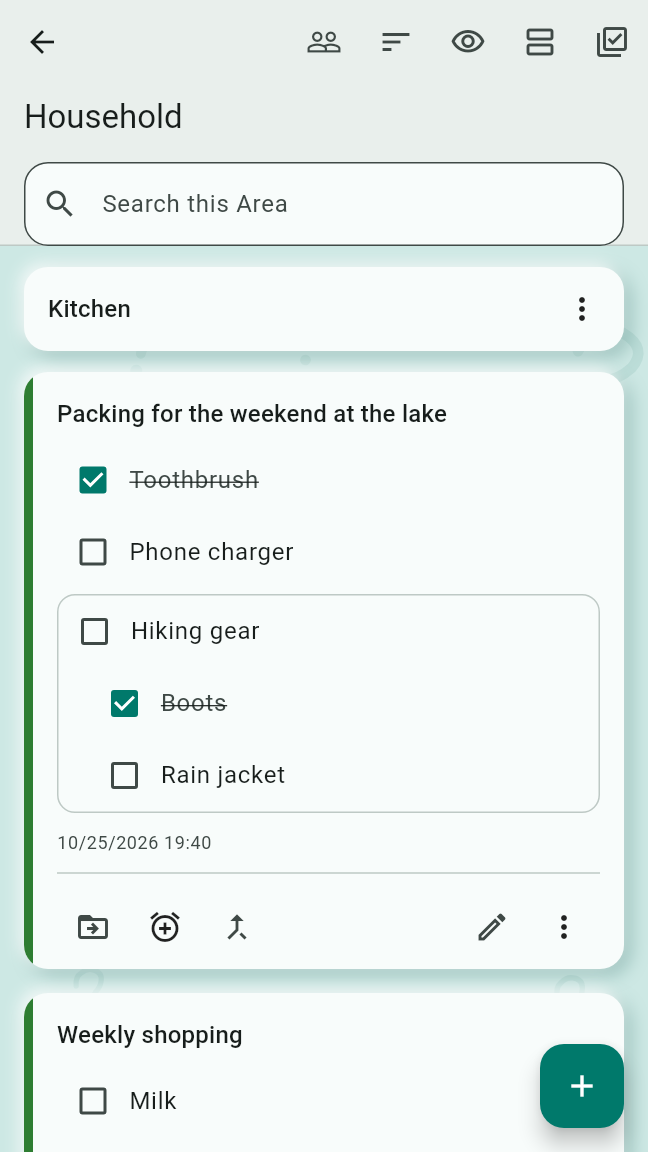 Household
Search this Area
Kitchen
Packing for the weekend at the lake
Toothbrush
Phone charger
Hiking gear
Boots
Rain jacket
10/25/2026 19:40
Weekly shopping
Milk